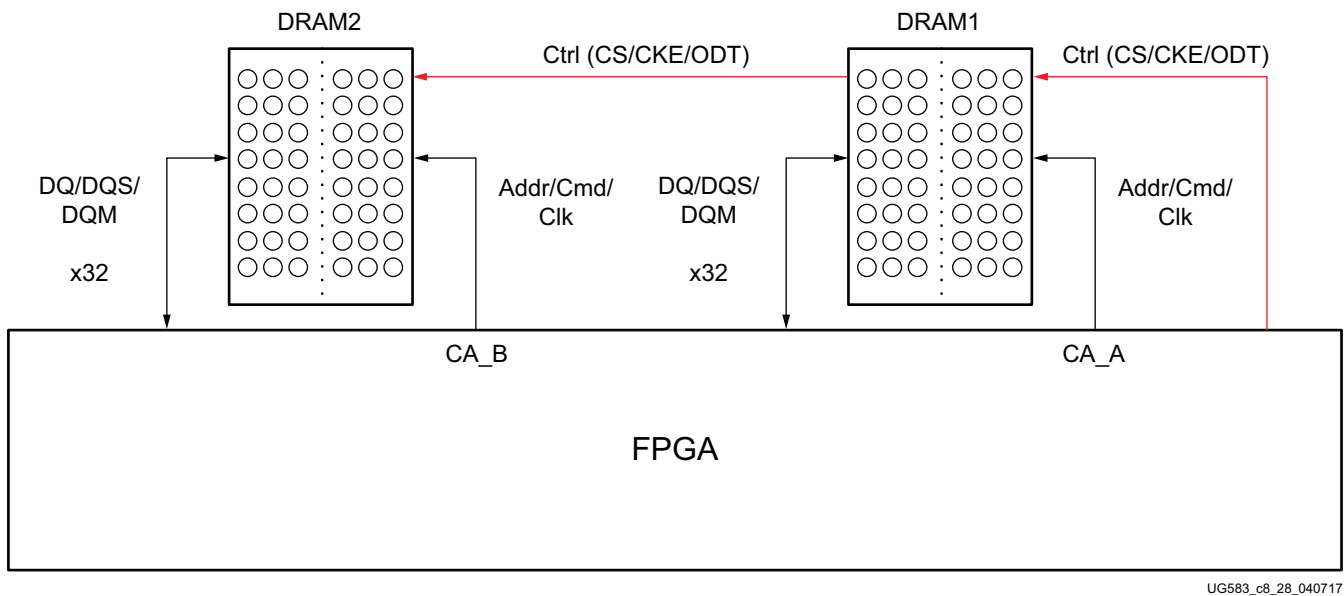 DRAM2
DRAM1
Ctrl (CS/CKE/ODT)
Ctrl (CS/CKE/ODT)
DQ/DQS/
DQM
x32
Addr/Cmd/
Clk
DQ/DQS/
DQM
x32
Addr/Cmd/
Clk
CA_B
CA_A
FPGA
UG583_c8_28_040717